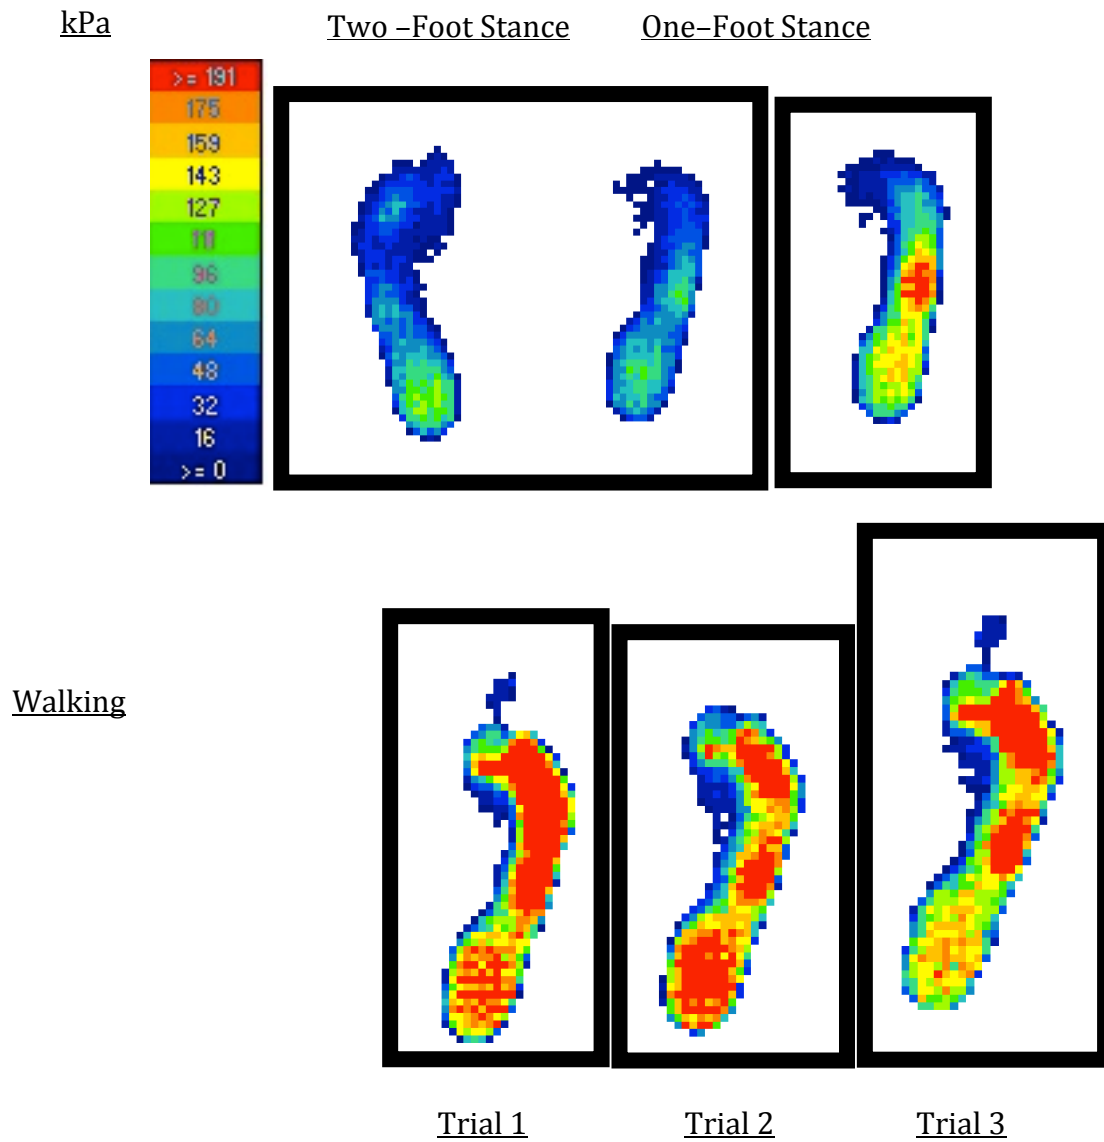 kPa
Two –Foot Stance
One–Foot Stance
>= 191
175
159
143
127
111
96
80
64
48
32
16
>= 0
Walking
Trial 1
Trial 2
Trial 3